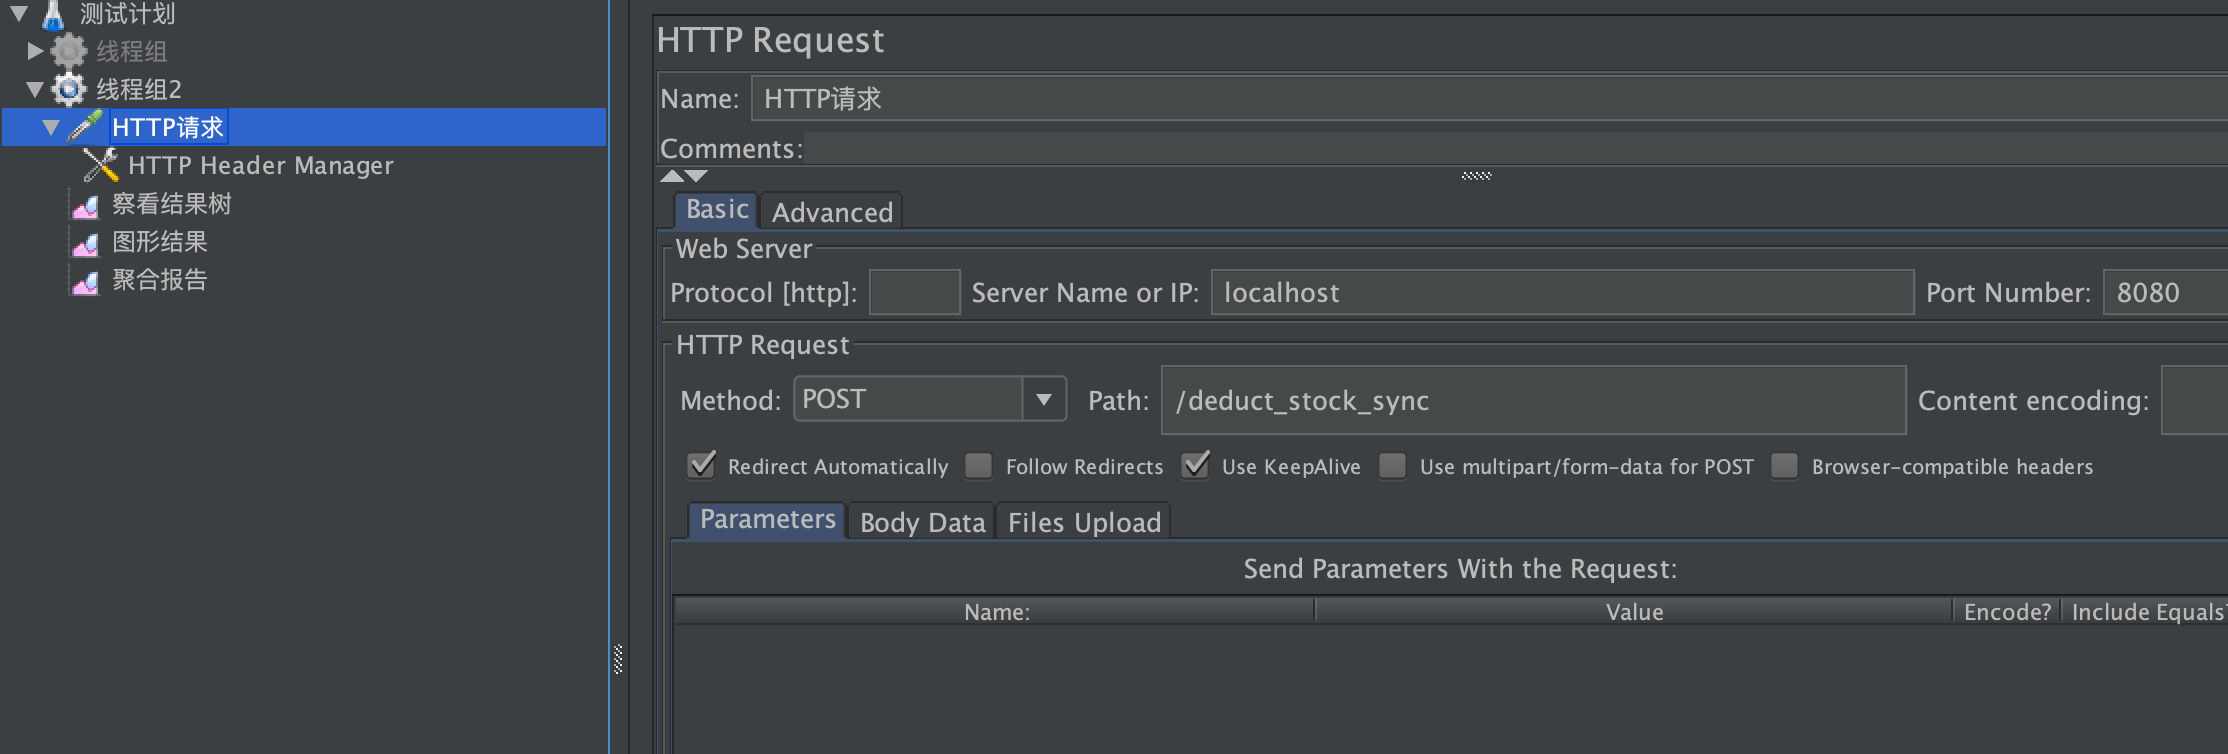 测试计划
线程组
线程组2
HTTP请求
HTTP Header Manager
察看结果树
图形结果
聚合报告
HTTP Request
Name: HTTP请求
Comments:
Basic Advanced
Web Server
Protocol [http]: Server Name or IP: localhost Port Number: 8080
HTTP Request
Method: POST Path: /deduct_stock_sync Content encoding:
Redirect Automatically Follow Redirects Use KeepAlive Use multipart/form-data for POST Browser-compatible headers
Parameters Body Data Files Upload
Send Parameters With the Request:
Name: Value Encode? Include Equals?